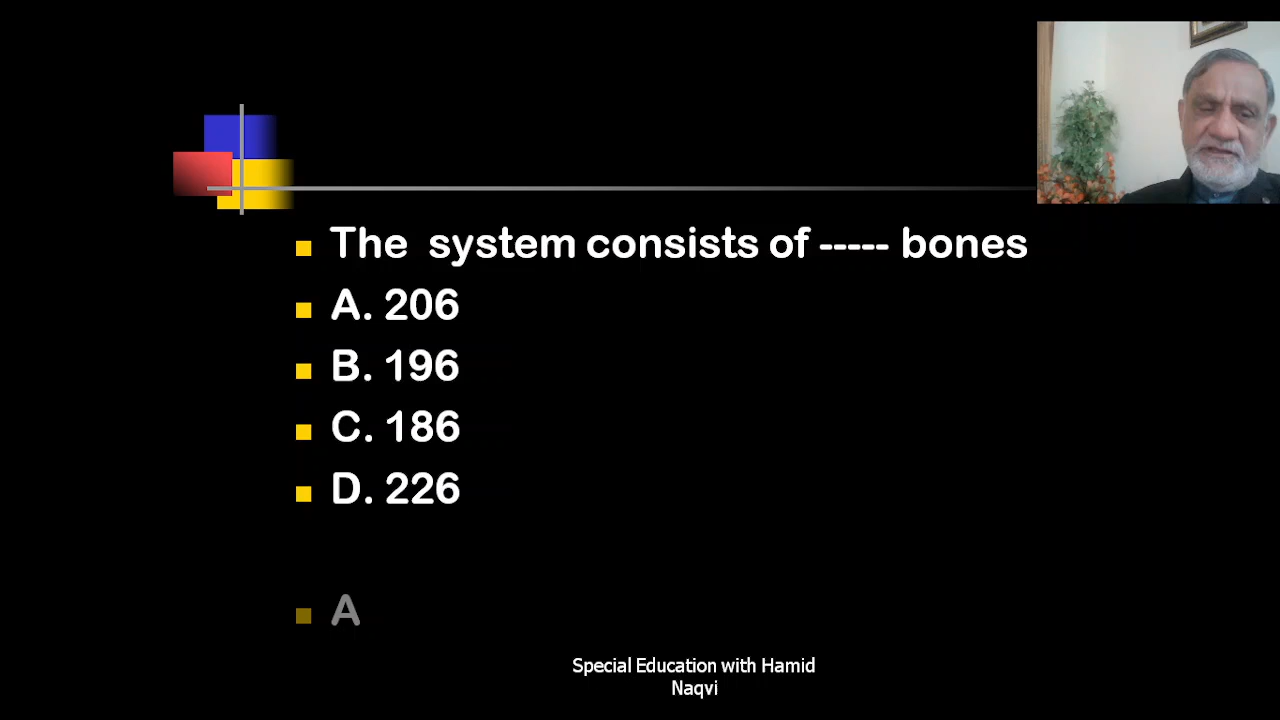 The system consists of ----- bones
A. 206
B. 196
C. 186
D. 226
A
Special Education with Hamid
Naqvi